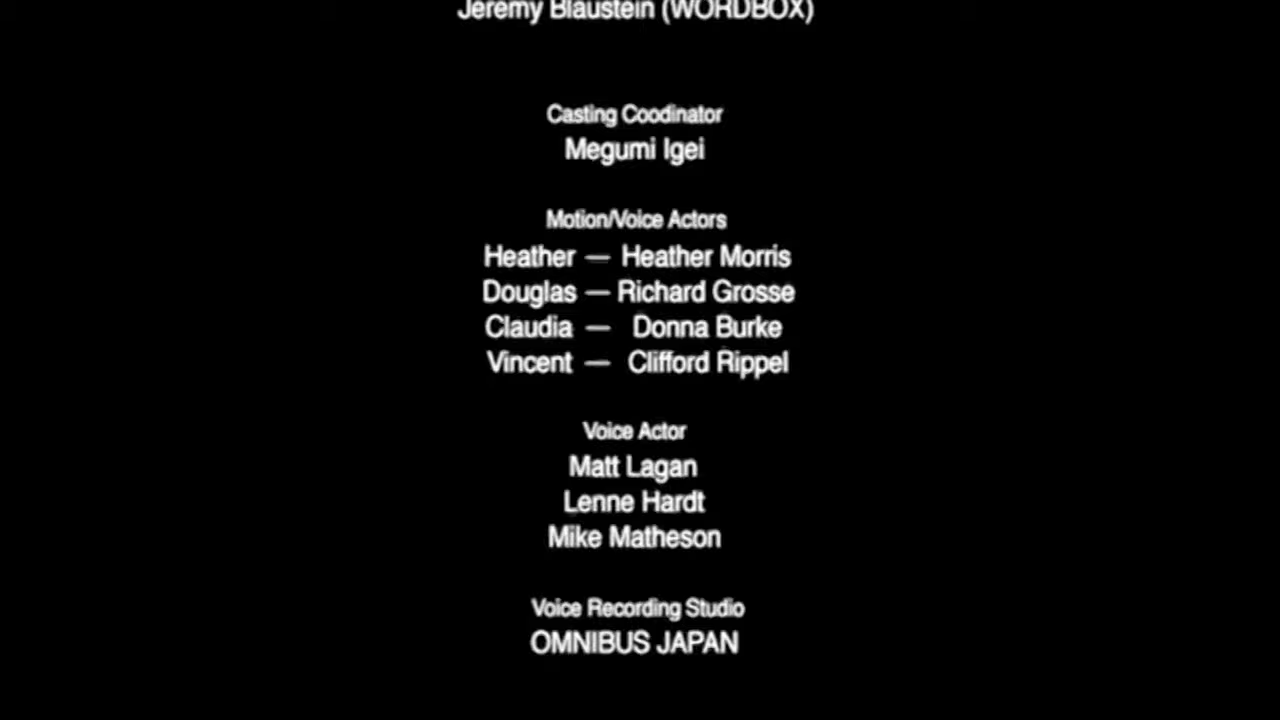 Jeremy Blaustein (WORDBOX)
Casting Coodinator
Megumi Igei
Motion/Voice Actors
Heather — Heather Morris
Douglas — Richard Grosse
Claudia — Donna Burke
Vincent — Clifford Rippel
Voice Actor
Matt Lagan
Lenne Hardt
Mike Matheson
Voice Recording Studio
OMNIBUS JAPAN